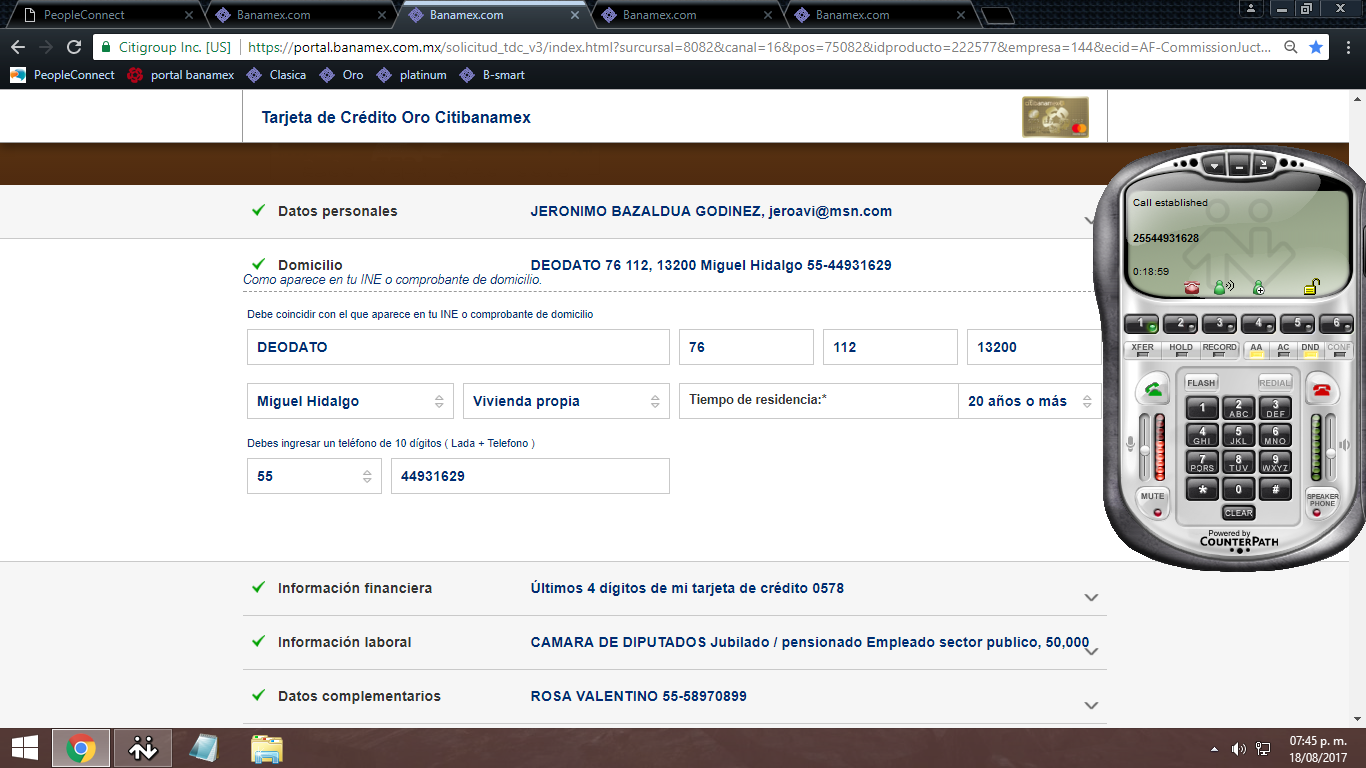 PeopleConnect
Banamex.com
Banamex.com
Banamex.com
Banamex.com
Citigroup Inc. [US] https://portal.banamex.com.mx/solicitud_tdc_v3/index.html?surcursal=8082&canal=16&pos=75082&idproducto=222577&empresa=144&ecid=AF-CommissionJuct...
PeopleConnect portal banamex Clasica Oro platinum B-smart
Tarjeta de Crédito Oro Citibanamex
Datos personales JERONIMO BAZALDUA GODINEZ, jeroavi@msn.com
Domicilio DEODATO 76 112, 13200 Miguel Hidalgo 55-44931629
Como aparece en tu INE o comprobante de domicilio.
Debe coincidir con el que aparece en tu INE o comprobante de domicilio
DEODATO 76 112 13200
Miguel Hidalgo Vivienda propia Tiempo de residencia:* 20 años o más
Debes ingresar un teléfono de 10 dígitos ( Lada + Telefono )
55 44931629
Información financiera Últimos 4 dígitos de mi tarjeta de crédito 0578
Información laboral CAMARA DE DIPUTADOS Jubilado / pensionado Empleado sector publico, 50,000
Datos complementarios ROSA VALENTINO 55-58970899
Call established
25544931628
0:18:59
1 2 3 4 5 6
XFER HOLD RECORD AA AC DND CONF
FLASH REDIAL
1 2 ABC 3 DEF
4 GHI 5 JKL 6 MNO
7 PQRS 8 TUV 9 WXYZ
* 0 #
MUTE
SPEAKER PHONE
CLEAR
Powered by
COUNTERPATH
07:45 p. m.
18/08/2017